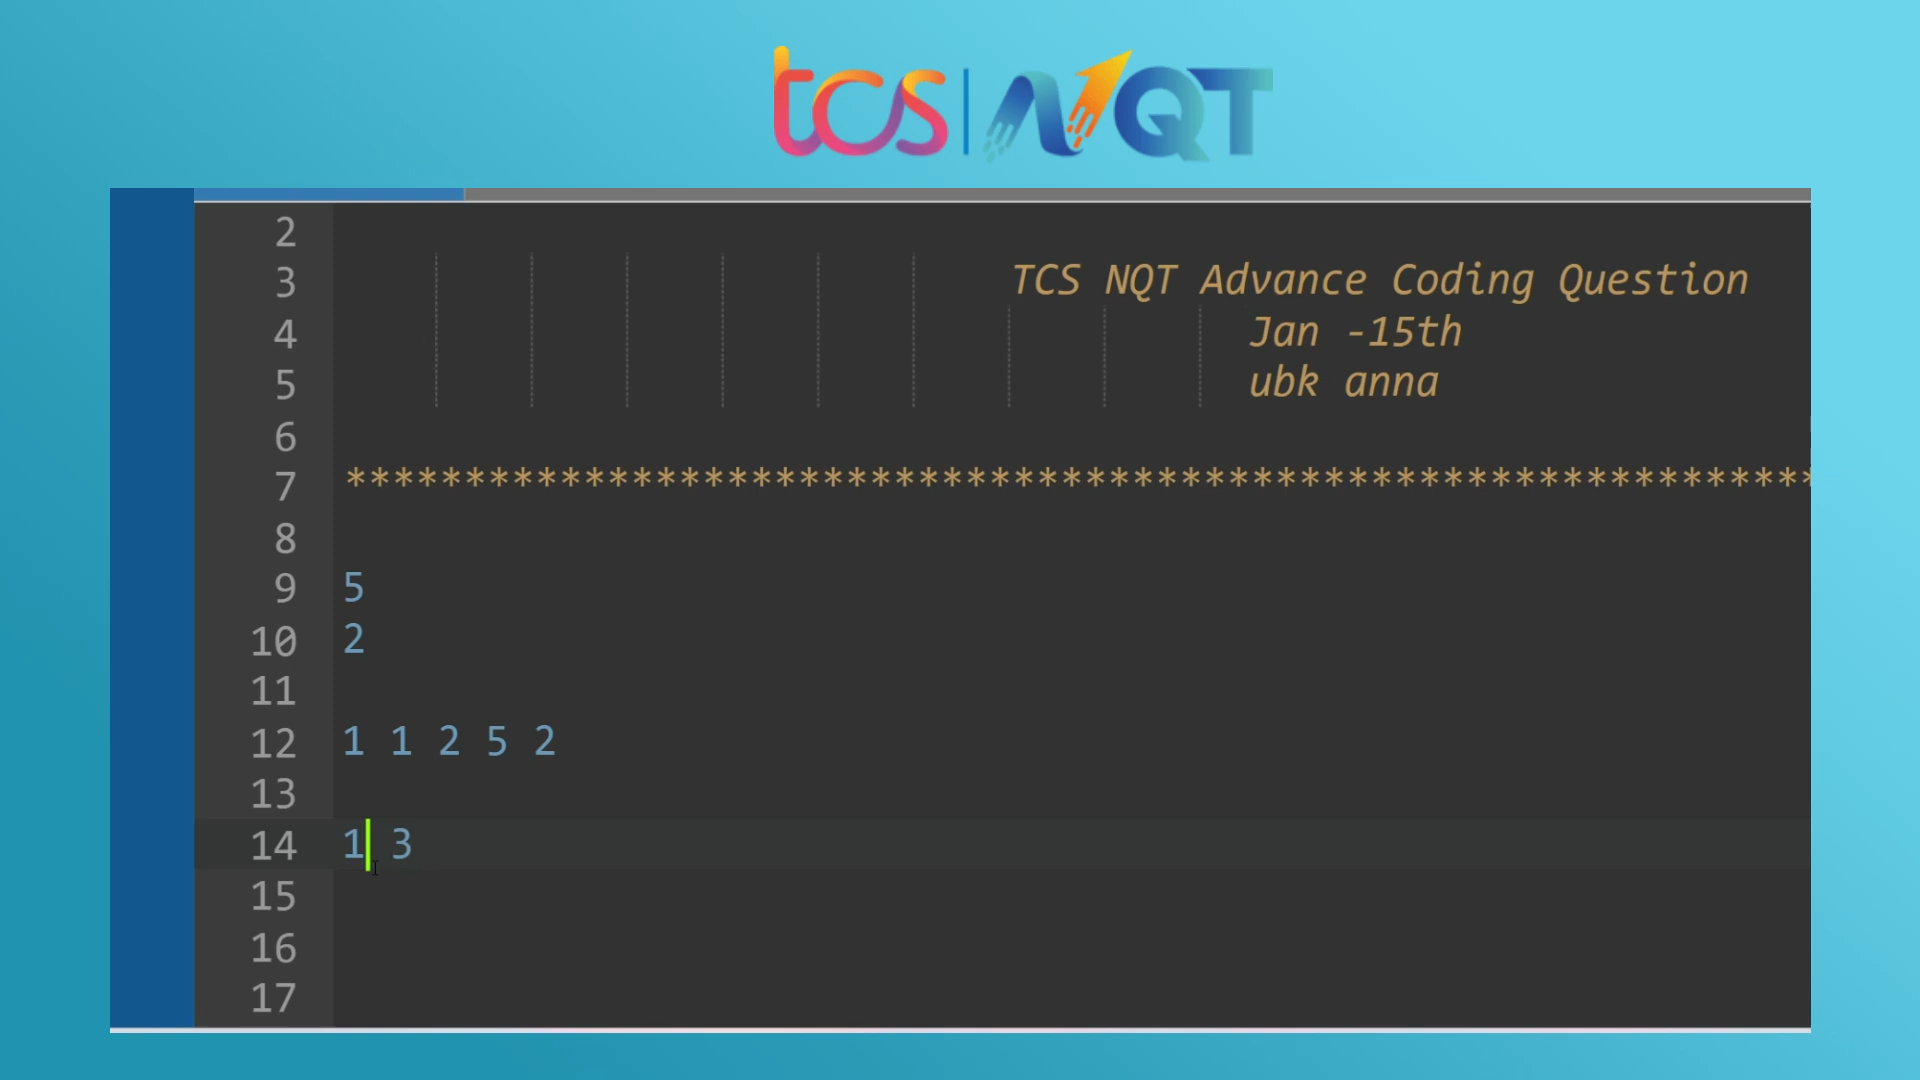 tcs | NQT
2
3 TCS NQT Advance Coding Question
4 Jan -15th
5 ubk anna
6
7 *************************************************************
8
9 5
10 2
11
12 1 1 2 5 2
13
14 1 3
15
16
17